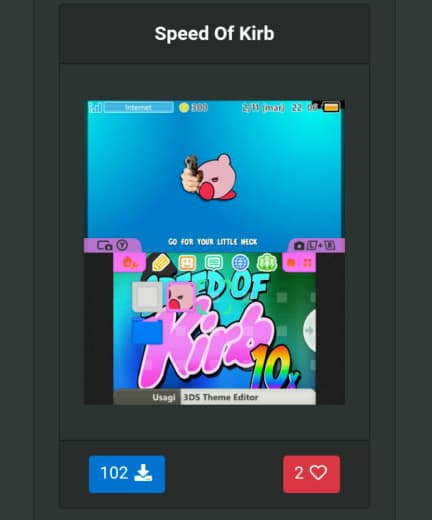 Speed Of Kirb
Internet
300
2/11 (mar) 22
GO FOR YOUR LITTLE NECK
Y
L+R
SPEED OF
Kirb
10x
Usagi 3DS Theme Editor
102
2